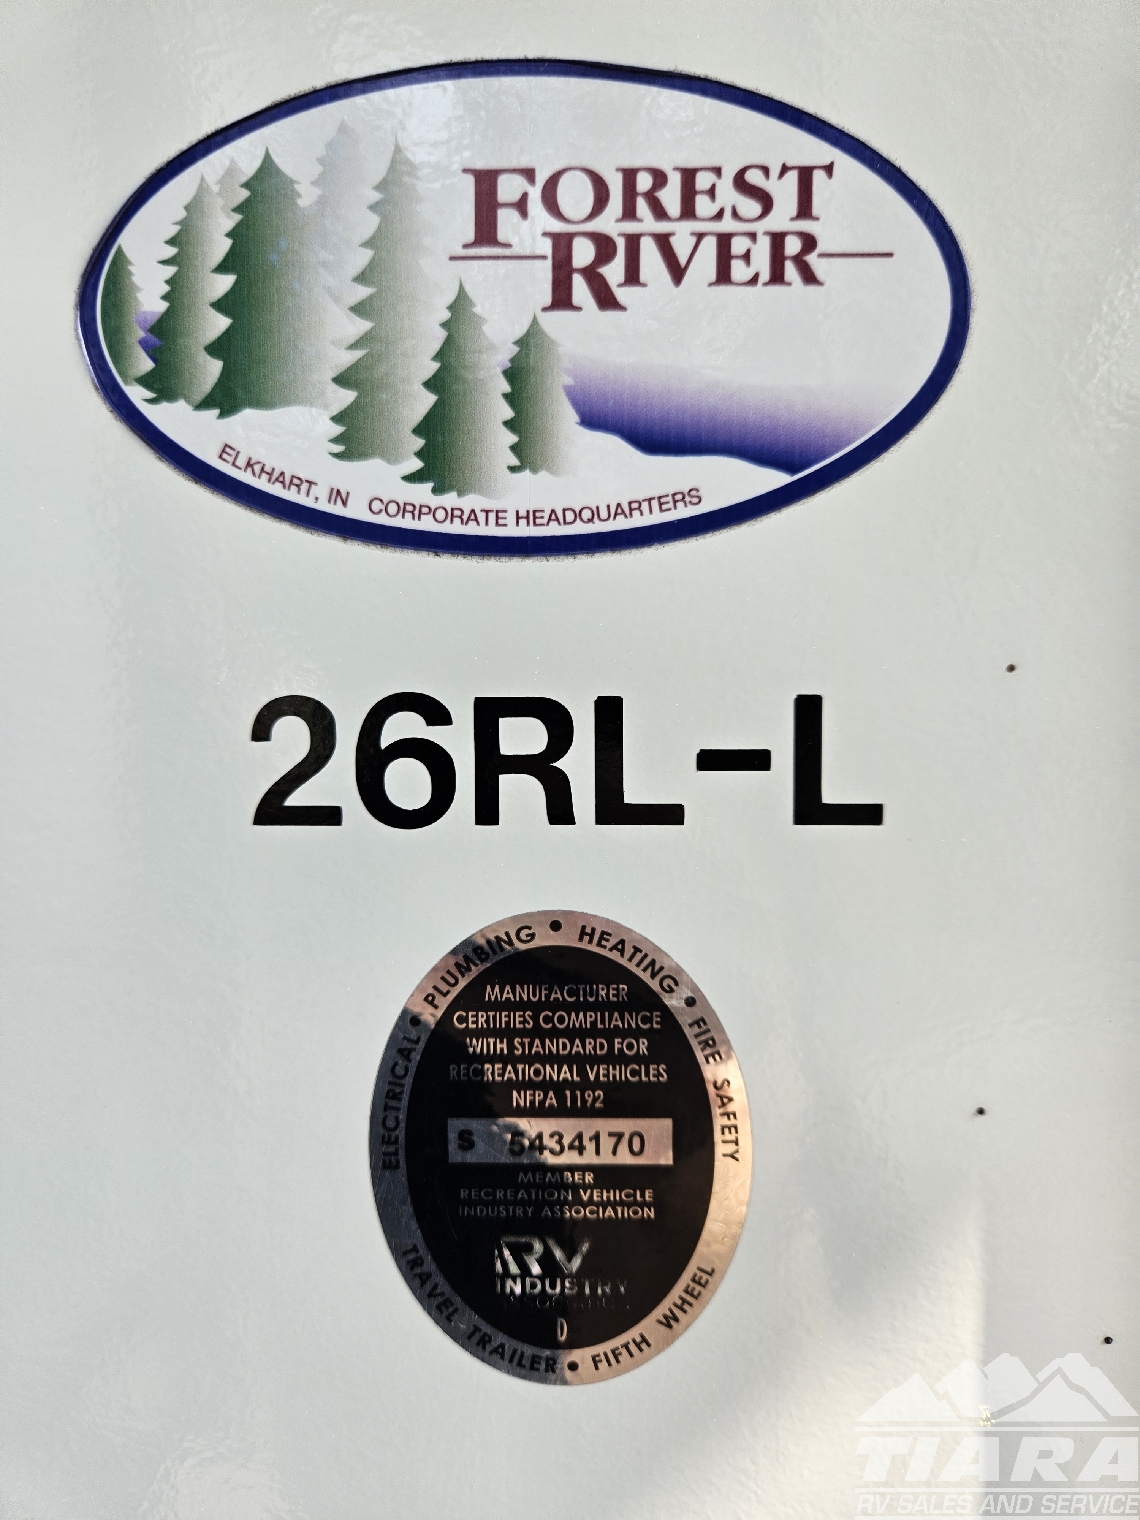 FOREST
RIVER
ELKHART, IN CORPORATE HEADQUARTERS
26RL-L
ELECTRICAL • PLUMBING • HEATING • FIRE SAFETY
MANUFACTURER
CERTIFIES COMPLIANCE
WITH STANDARD FOR
RECREATIONAL VEHICLES
NFPA 1192
S 5434170
MEMBER
RECREATION VEHICLE
INDUSTRY ASSOCIATION
RV
INDUSTRY
D
TRAVEL-TRAILER • FIFTH WHEEL
TIARA
RV SALES AND SERVICE